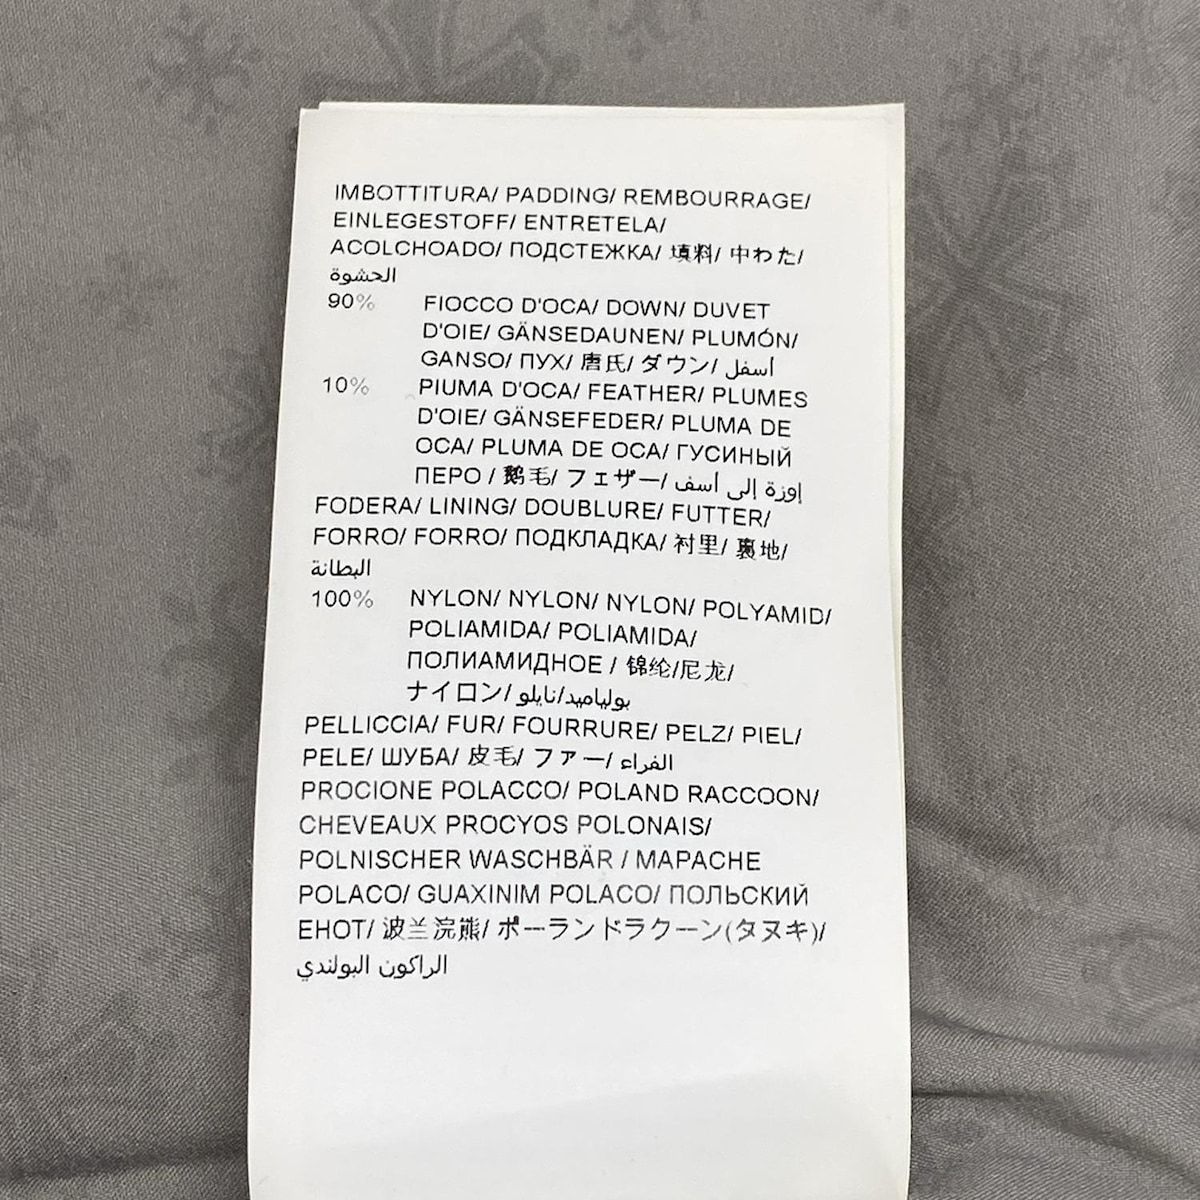 IMBOTTITURA/ PADDING/ REMBOURRAGE/
EINLEGESTOFF/ ENTRETELA/
ACOLCHOADO/ ПОДСТЕЖКА/ 填料/ 中わた/
الحشوة
90% FIOCCO D'OCA/ DOWN/ DUVET
D'OIE/ GÄNSEDAUNEN/ PLUMÓN/
GANSO/ ПУХ/ 唐氏/ ダウン/ أسفل
10% PIUMA D'OCA/ FEATHER/ PLUMES
D'OIE/ GÄNSEFEDER/ PLUMA DE
OCA/ PLUMA DE OCA/ ГУСИНЫЙ
ПЕРО / 鹅毛/ フェザー/ إوزة إلى أسف
FODERA/ LINING/ DOUBLURE/ FUTTER/
FORRO/ FORRO/ ПОДКЛАДКА/ 衬里/ 裏地/
البطانة
100% NYLON/ NYLON/ NYLON/ POLYAMID/
POLIAMIDA/ POLIAMIDA/
ПОЛИАМИДНОЕ / 锦纶/尼龙/
ナイロン/ بولياميد/نايلو
PELLICCIA/ FUR/ FOURRURE/ PELZ/ PIEL/
PELE/ ШУБА/ 皮毛/ ファー/ الفراء
PROCIONE POLACCO/ POLAND RACCOON/
CHEVEAUX PROCYOS POLONAIS/
POLNISCHER WASCHBÄR / MAPACHE
POLACO/ GUAXINIM POLACO/ ПОЛЬСКИЙ
ЕНОТ/ 波兰浣熊/ ポーランドラクーン(タヌキ)/
الراكون البولندي